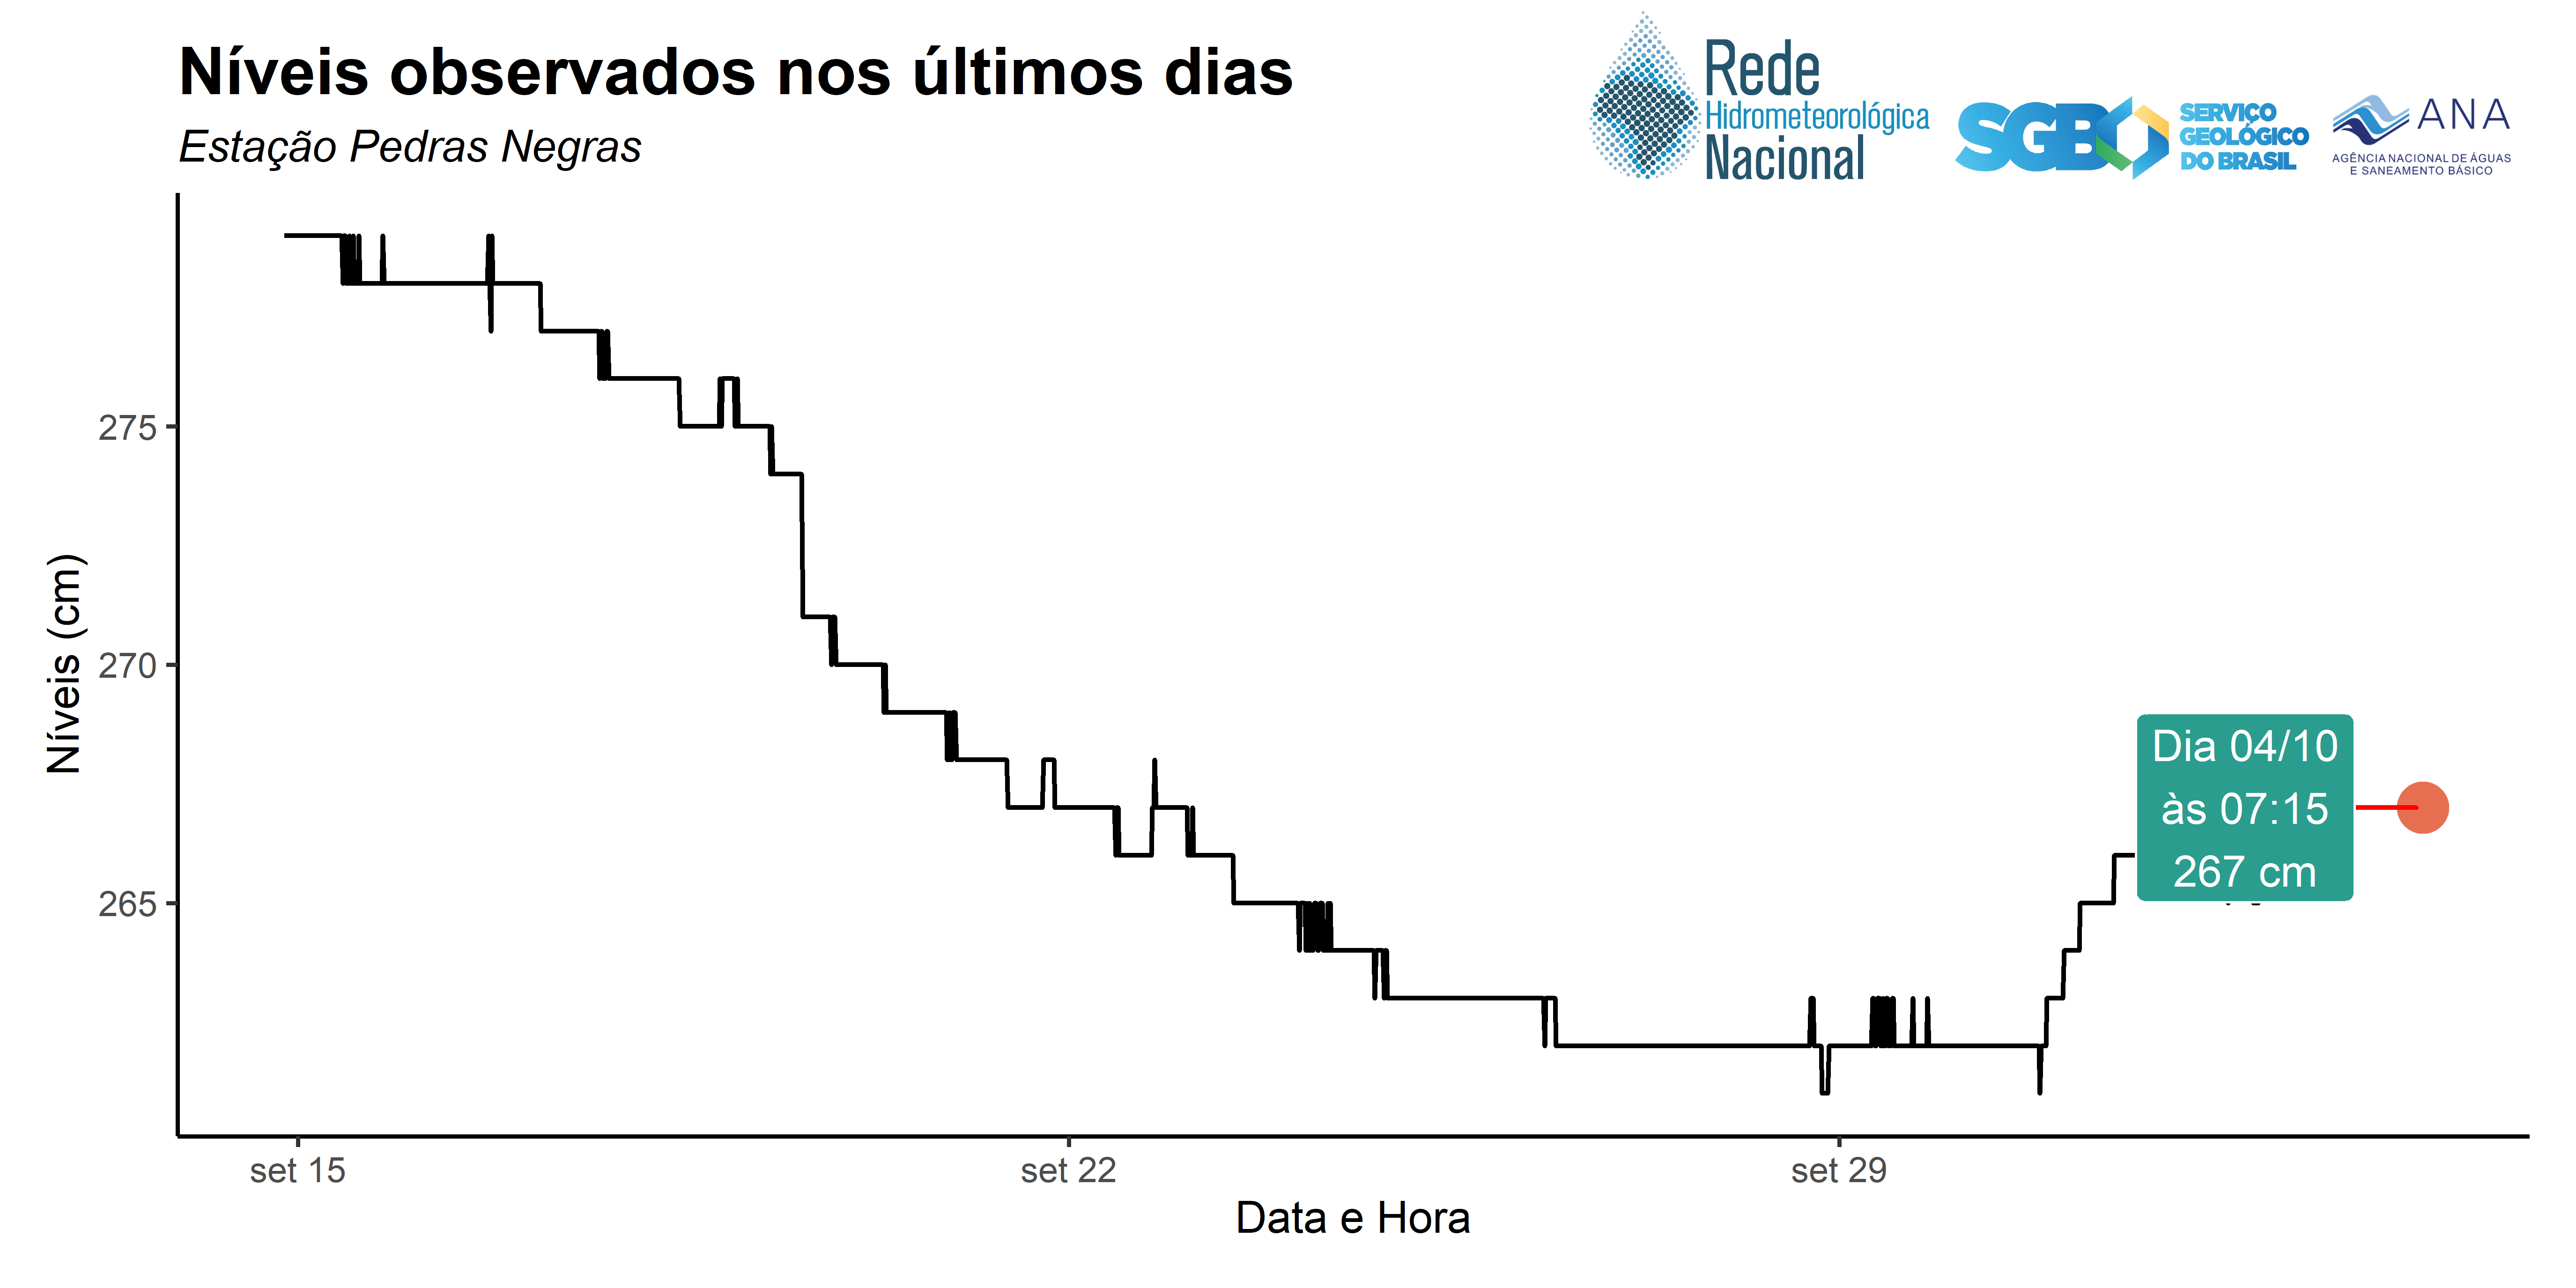 Níveis observados nos últimos dias
Estação Pedras Negras
Rede
Hidrometeorológica
Nacional
SGB
SERVIÇO
GEOLÓGICO
DO BRASIL
ANA
AGÊNCIA NACIONAL DE ÁGUAS
E SANEAMENTO BÁSICO
Níveis (cm)
275
270
265
Dia 04/10
às 07:15
267 cm
set 15
set 22
set 29
Data e Hora